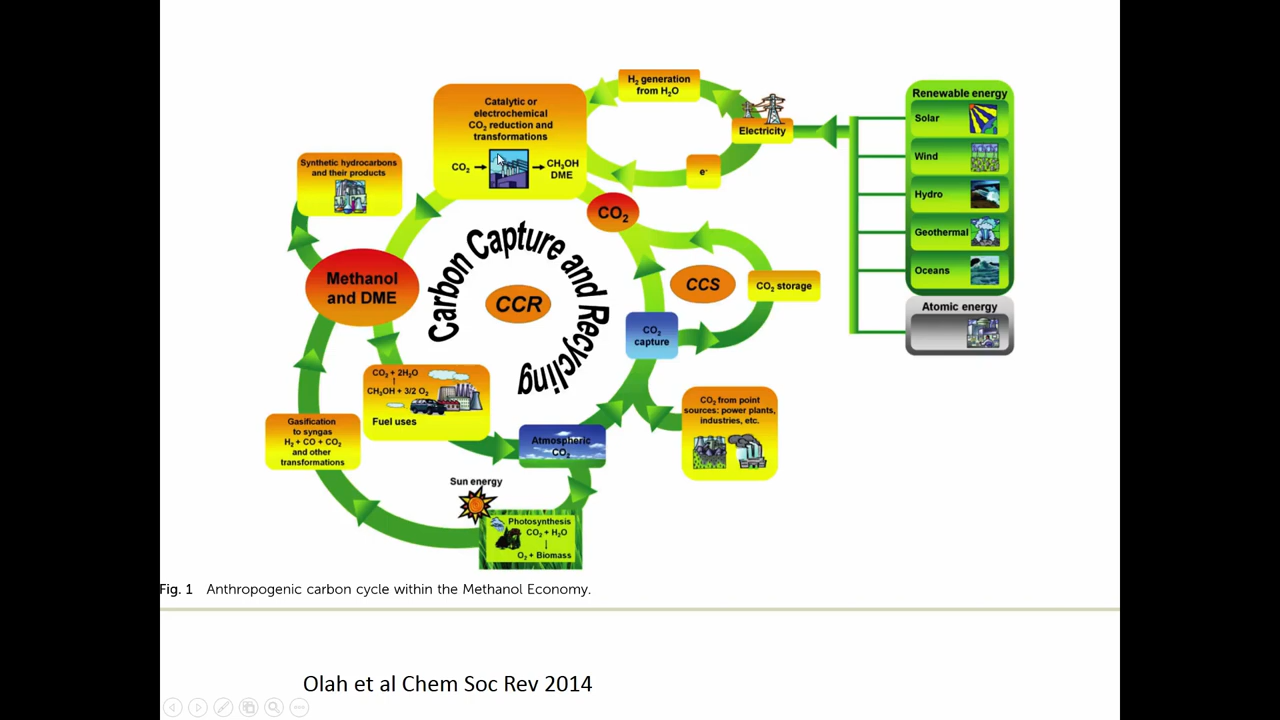 H₂ generation
from H₂O
Catalytic or
electrochemical
CO₂ reduction and
transformations
CO₂
CH₃OH
DME
Electricity
e⁻
Renewable energy
Solar
Wind
Hydro
Geothermal
Oceans
Atomic energy
Synthetic hydrocarbons
and their products
CO₂
Methanol
and DME
Carbon Capture and Recycling
CCR
CCS
CO₂ storage
CO₂
capture
CO₂ + 2H₂O
CH₃OH + 3/2 O₂
Fuel uses
CO₂ from point
sources: power plants,
industries, etc.
Gasification
to syngas
H₂ + CO + CO₂
and other
transformations
Atmospheric
CO₂
Sun energy
Photosynthesis
CO₂ + H₂O
O₂ + Biomass
Fig. 1 Anthropogenic carbon cycle within the Methanol Economy.
Olah et al Chem Soc Rev 2014